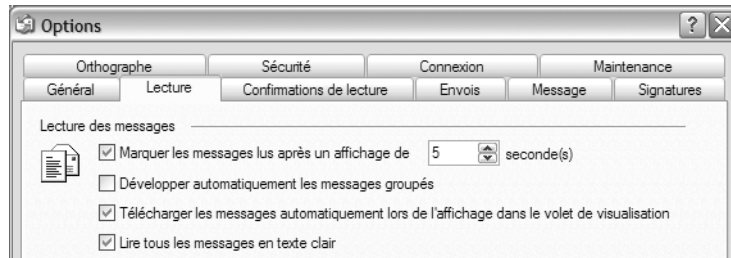 Options
Orthographe Sécurité Connexion Maintenance
Général Lecture Confirmations de lecture Envois Message Signatures
Lecture des messages
Marquer les messages lus après un affichage de 5 seconde(s)
Développer automatiquement les messages groupés
Télécharger les messages automatiquement lors de l'affichage dans le volet de visualisation
Lire tous les messages en texte clair